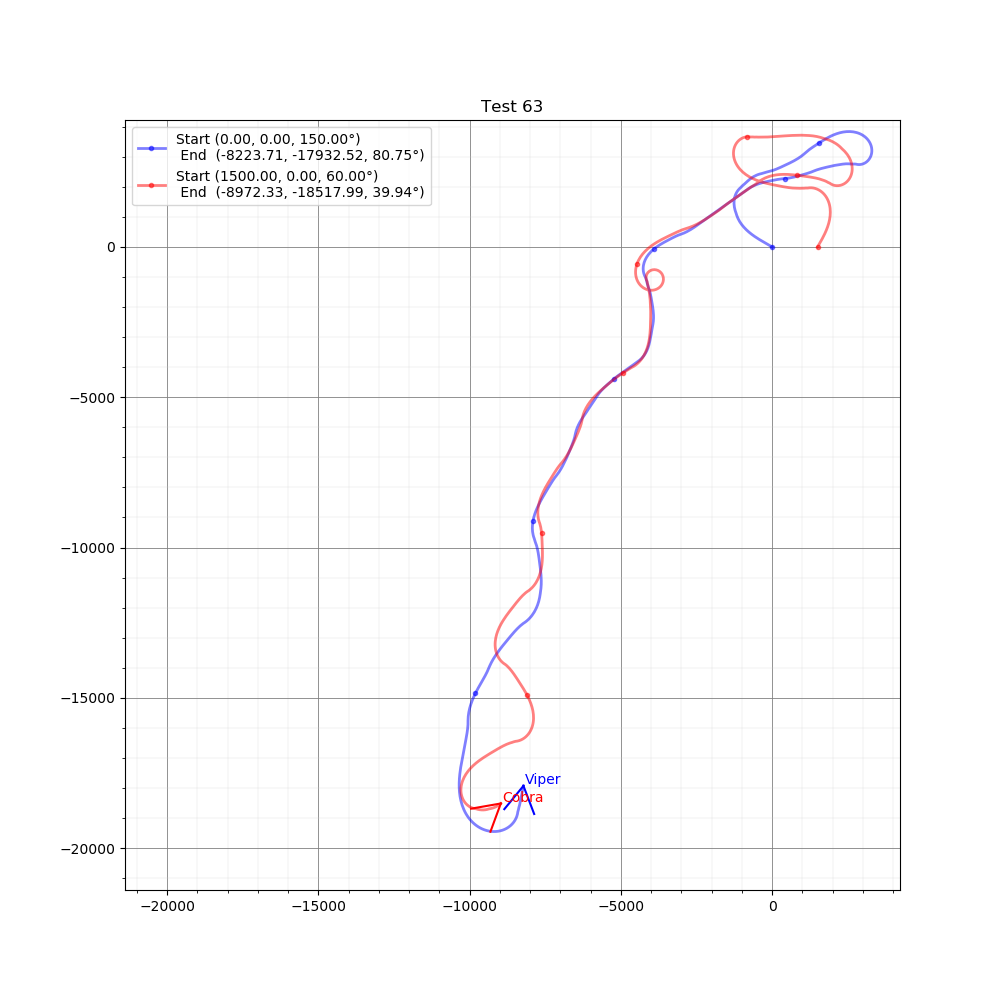 Test 63
Start (0.00, 0.00, 150.00°)
End  (-8223.71, -17932.52, 80.75°)
Start (1500.00, 0.00, 60.00°)
End  (-8972.33, -18517.99, 39.94°)
0
−5000
−10000
−15000
−20000
Viper
Cobra
−20000 −15000 −10000 −5000 0